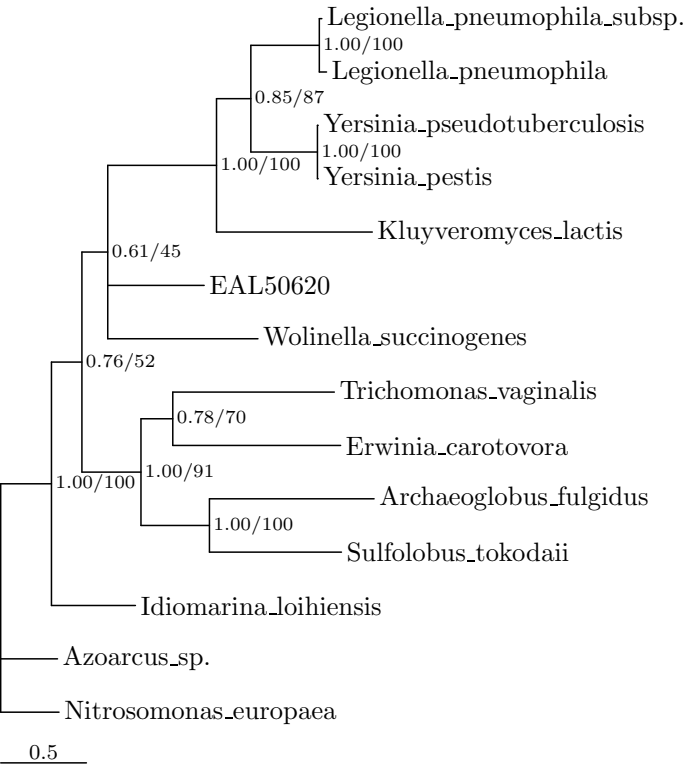 Legionella_pneumophila_subsp.
1.00/100
Legionella_pneumophila
0.85/87
Yersinia_pseudotuberculosis
1.00/100
1.00/100
Yersinia_pestis
Kluyveromyces_lactis
0.61/45
EAL50620
Wolinella_succinogenes
0.76/52
Trichomonas_vaginalis
0.78/70
Erwinia_carotovora
1.00/100
1.00/91
Archaeoglobus_fulgidus
1.00/100
Sulfolobus_tokodaii
Idiomarina_loihiensis
Azoarcus_sp.
Nitrosomonas_europaea
0.5